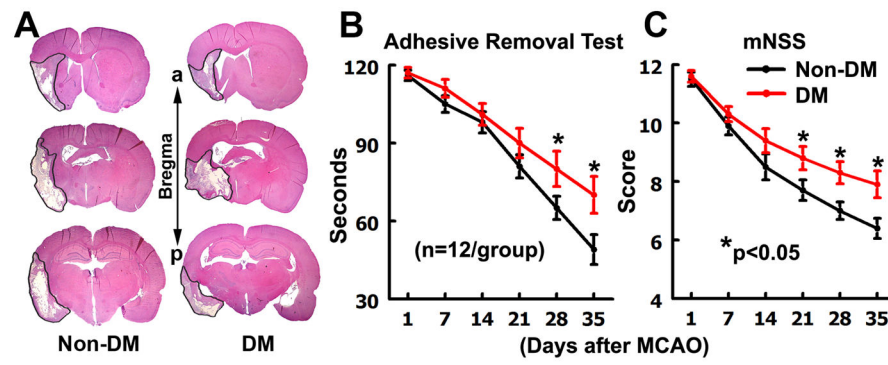 A
a
Bregma
p
Non-DM
DM
B
Adhesive Removal Test
120
90
60
30
Seconds
*
*
(n=12/group)
1 7 14 21 28 35
C
mNSS
Non-DM
DM
12
10
8
6
4
Score
*
*
*
*p<0.05
1 7 14 21 28 35
(Days after MCAO)